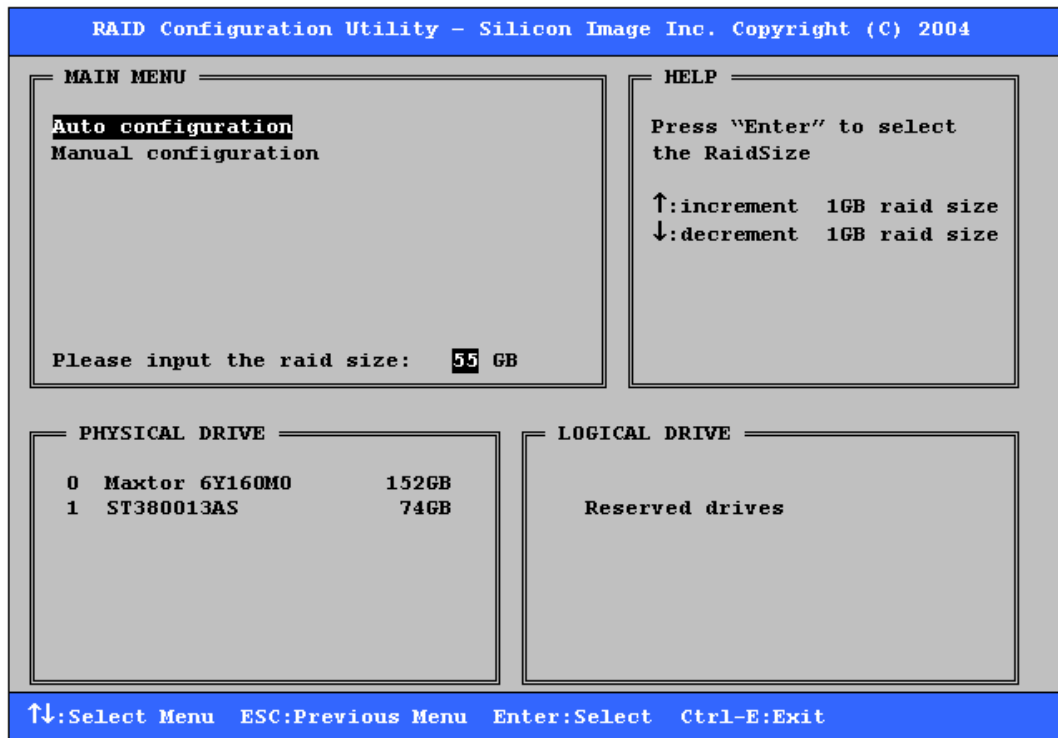 RAID Configuration Utility – Silicon Image Inc. Copyright (C) 2004
MAIN MENU
Auto configuration
Manual configuration
Please input the raid size: 55 GB
HELP
Press “Enter” to select
the RaidSize
↑:increment 1GB raid size
↓:decrement 1GB raid size
PHYSICAL DRIVE
0 Maxtor 6Y160M0 152GB
1 ST380013AS 74GB
LOGICAL DRIVE
Reserved drives
↑↓:Select Menu ESC:Previous Menu Enter:Select Ctrl-E:Exit